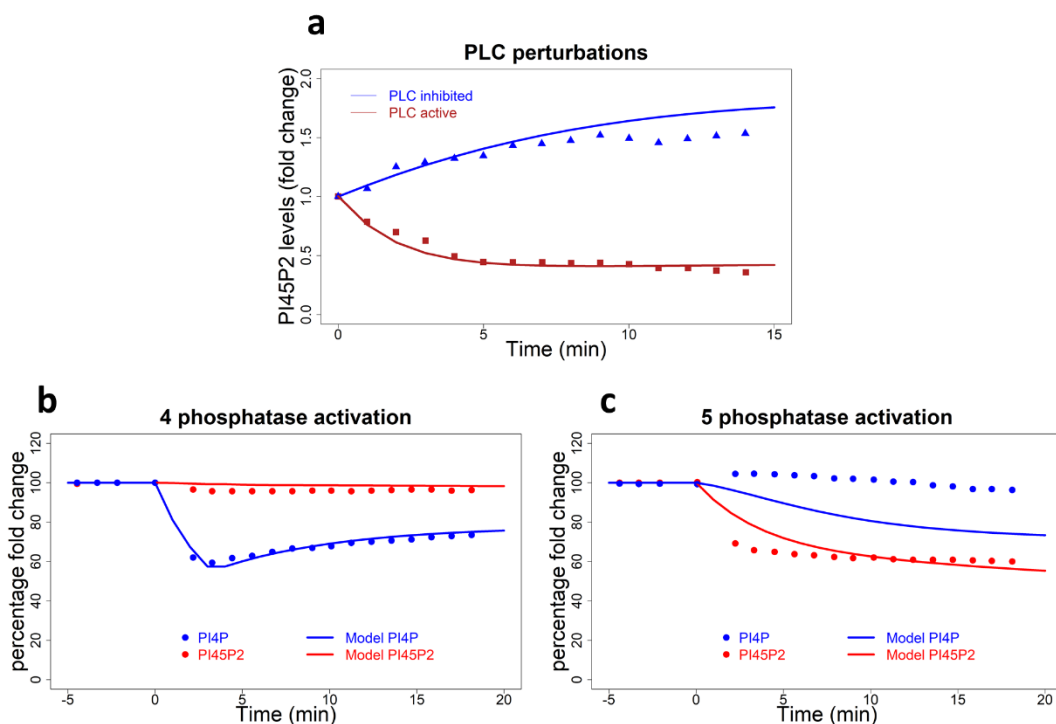 a
PLC perturbations
PI45P2 levels (fold change)
2.0
1.5
1.0
0.5
0.0
PLC inhibited
PLC active
0 5 10 15
Time (min)
b
4 phosphatase activation
percentage fold change
120
100
80
60
40
20
0
PI4P Model PI4P
PI45P2 Model PI45P2
-5 0 5 10 15 20
Time (min)
c
5 phosphatase activation
percentage fold change
120
100
80
60
40
20
0
PI4P Model PI4P
PI45P2 Model PI45P2
-5 0 5 10 15 20
Time (min)